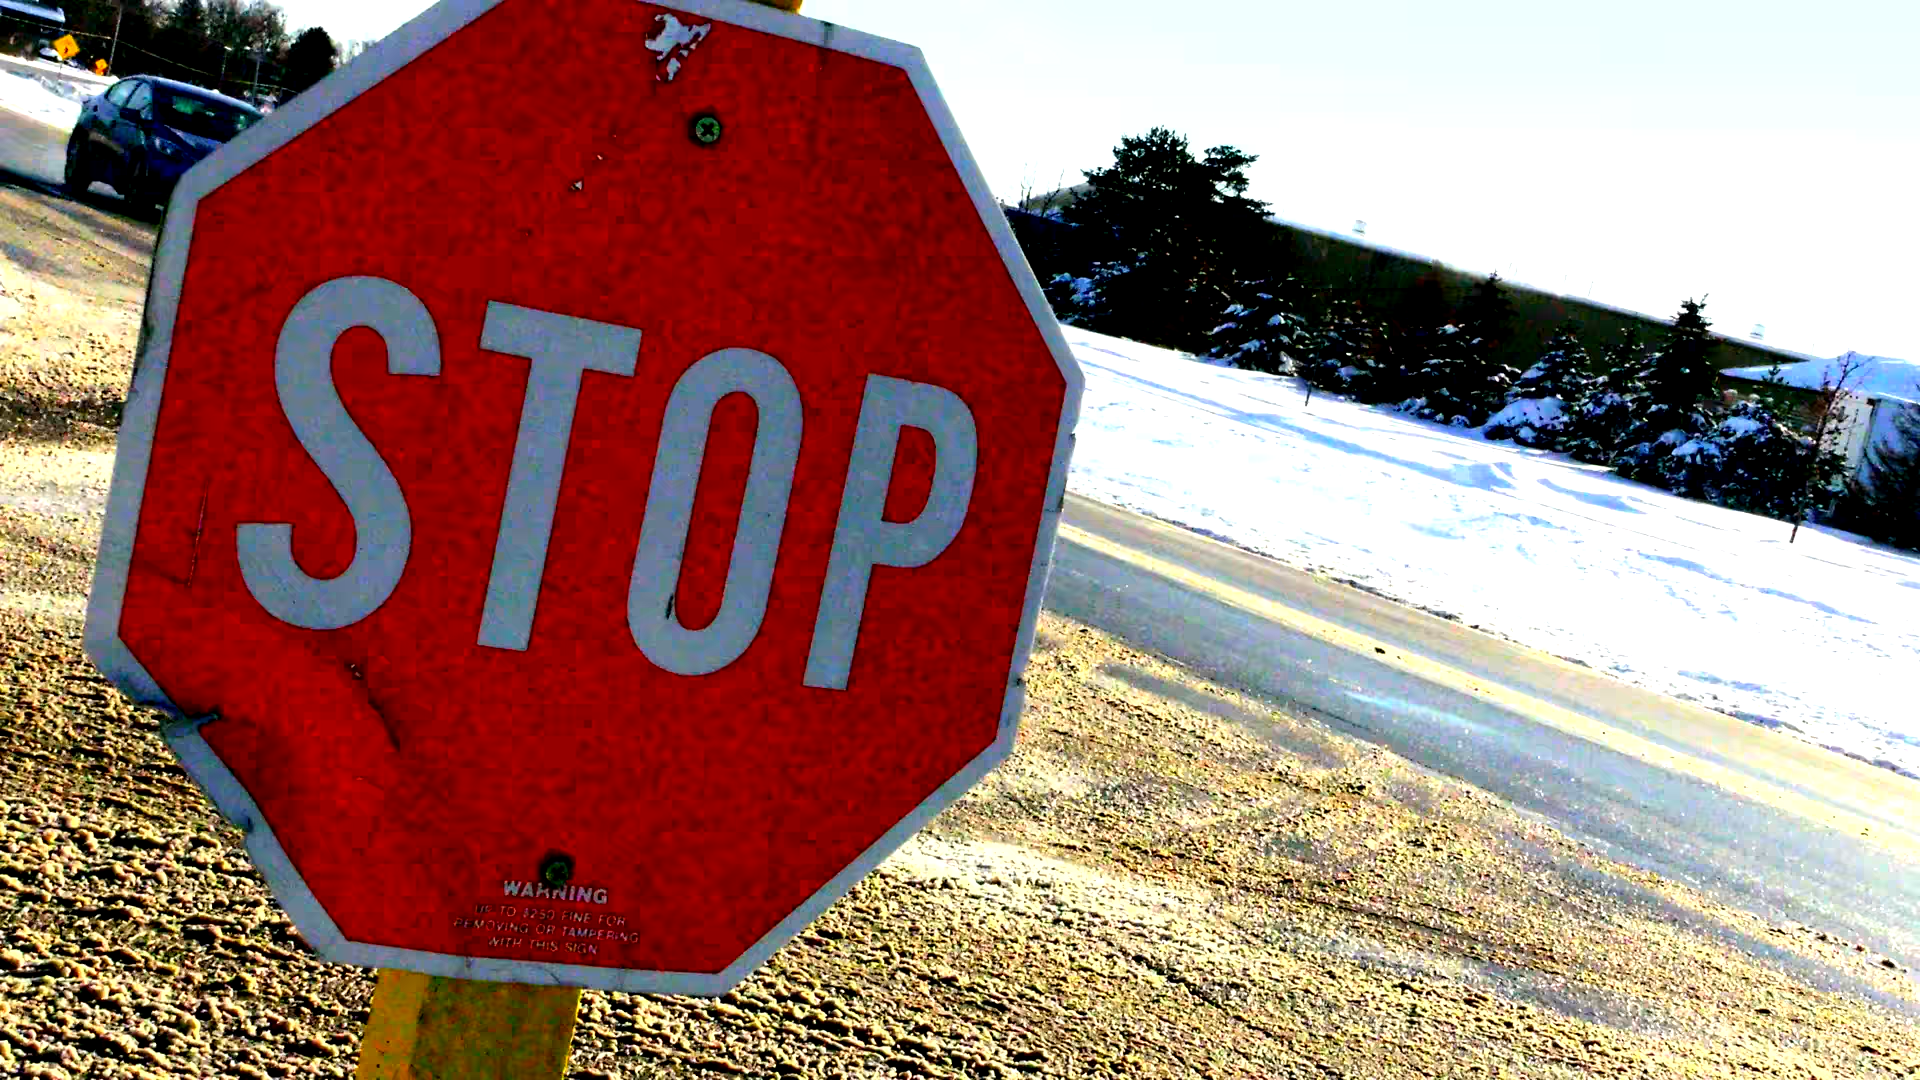 STOP
WARNING
UP TO $250 FINE FOR
REMOVING OR TAMPERING
WITH THIS SIGN